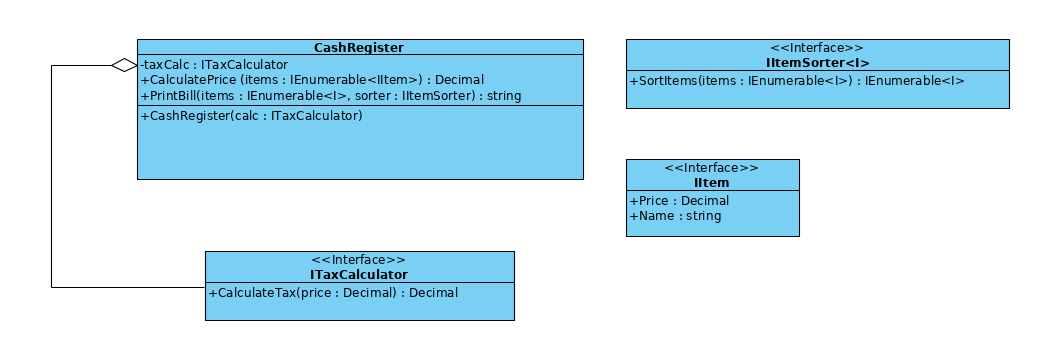 CashRegister
-taxCalc : ITaxCalculator
+CalculatePrice (items : IEnumerable<IItem>) : Decimal
+PrintBill(items : IEnumerable<I>, sorter : IItemSorter) : string
+CashRegister(calc : ITaxCalculator)
<<Interface>>
IItemSorter<I>
+SortItems(items : IEnumerable<I>) : IEnumerable<I>
<<Interface>>
IItem
+Price : Decimal
+Name : string
<<Interface>>
ITaxCalculator
+CalculateTax(price : Decimal) : Decimal